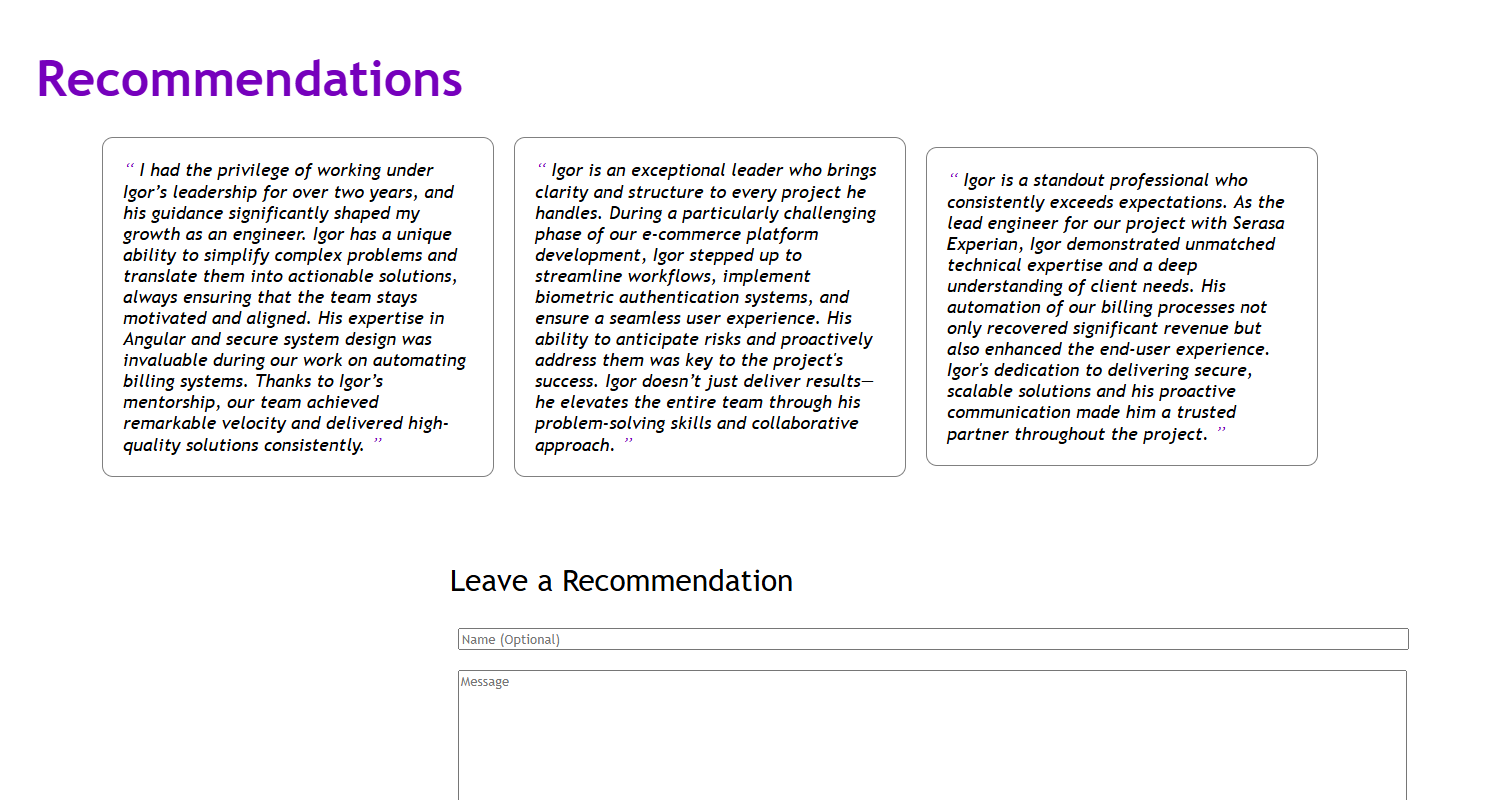 Recommendations
“ I had the privilege of working under
Igor’s leadership for over two years, and
his guidance significantly shaped my
growth as an engineer. Igor has a unique
ability to simplify complex problems and
translate them into actionable solutions,
always ensuring that the team stays
motivated and aligned. His expertise in
Angular and secure system design was
invaluable during our work on automating
billing systems. Thanks to Igor’s
mentorship, our team achieved
remarkable velocity and delivered high-
quality solutions consistently. ”
“ Igor is an exceptional leader who brings
clarity and structure to every project he
handles. During a particularly challenging
phase of our e-commerce platform
development, Igor stepped up to
streamline workflows, implement
biometric authentication systems, and
ensure a seamless user experience. His
ability to anticipate risks and proactively
address them was key to the project's
success. Igor doesn’t just deliver results—
he elevates the entire team through his
problem-solving skills and collaborative
approach. ”
“ Igor is a standout professional who
consistently exceeds expectations. As the
lead engineer for our project with Serasa
Experian, Igor demonstrated unmatched
technical expertise and a deep
understanding of client needs. His
automation of our billing processes not
only recovered significant revenue but
also enhanced the end-user experience.
Igor's dedication to delivering secure,
scalable solutions and his proactive
communication made him a trusted
partner throughout the project. ”
Leave a Recommendation
Name (Optional)
Message